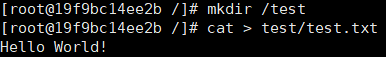 [root@19f9bc14ee2b /]# mkdir /test
[root@19f9bc14ee2b /]# cat > test/test.txt
Hello World!